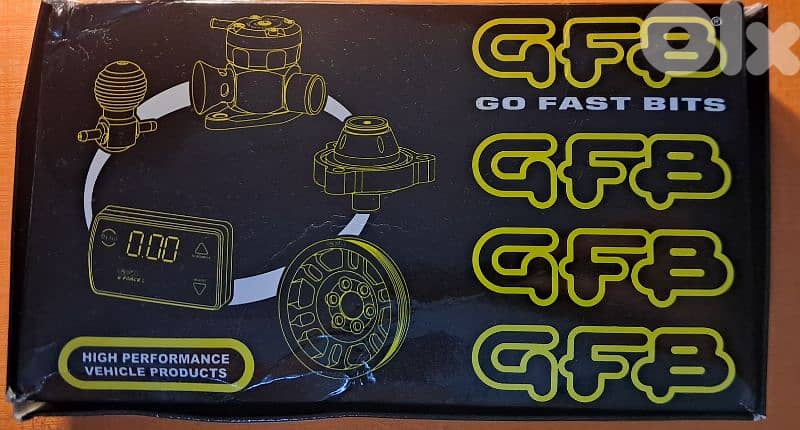 GFB®
GO FAST BITS
GFB
GFB
GFB
0.00
HIGH PERFORMANCE
VEHICLE PRODUCTS
olx